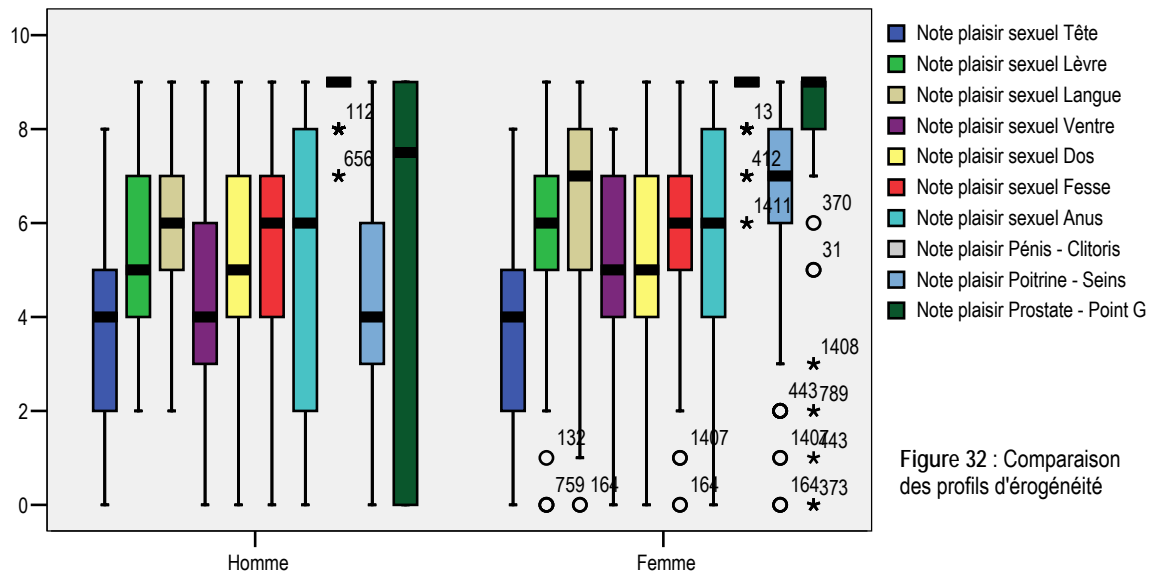 10
8
6
4
2
0
112
656
13
412
1411
370
31
1408
443
789
132
1407
1407
443
759
164
164
164
373
Homme
Femme
Note plaisir sexuel Tête
Note plaisir sexuel Lèvre
Note plaisir sexuel Langue
Note plaisir sexuel Ventre
Note plaisir sexuel Dos
Note plaisir sexuel Fesse
Note plaisir sexuel Anus
Note plaisir Pénis - Clitoris
Note plaisir Poitrine - Seins
Note plaisir Prostate - Point G
Figure 32 : Comparaison
des profils d'érogénéité